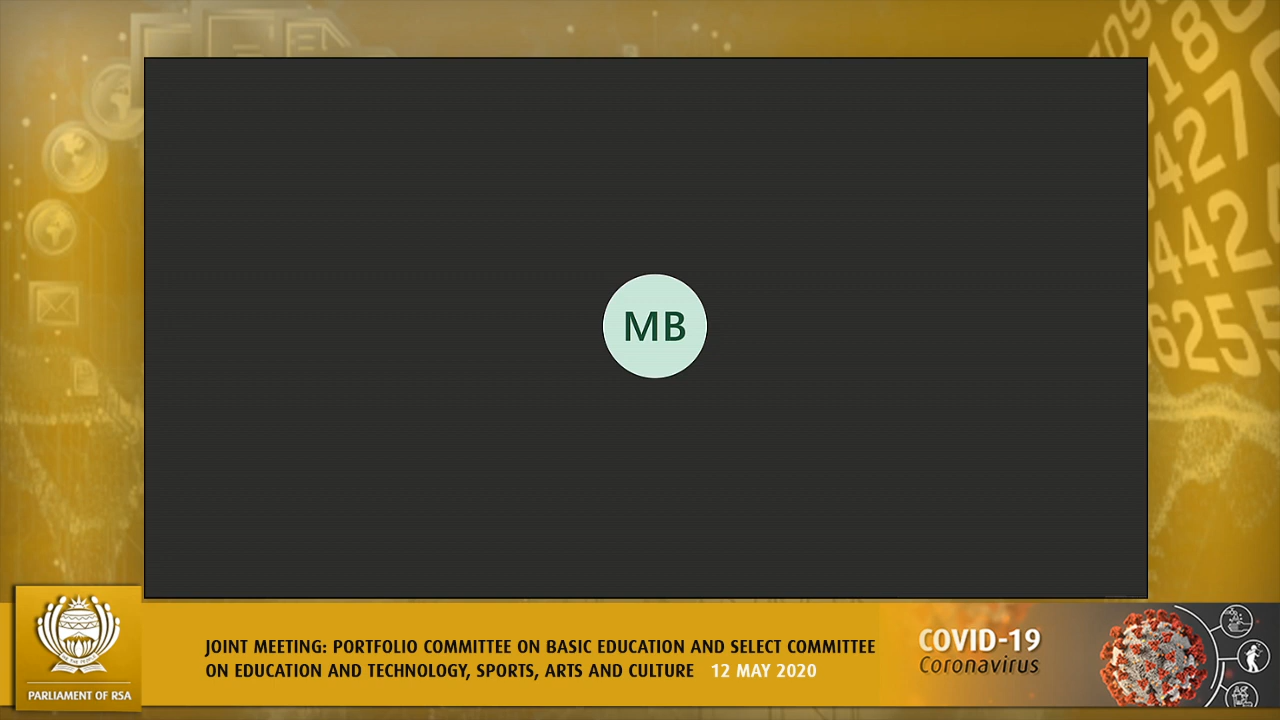 MB
JOINT MEETING: PORTFOLIO COMMITTEE ON BASIC EDUCATION AND SELECT COMMITTEE
ON EDUCATION AND TECHNOLOGY, SPORTS, ARTS AND CULTURE 12 MAY 2020
COVID-19
Coronavirus
PARLIAMENT OF RSA